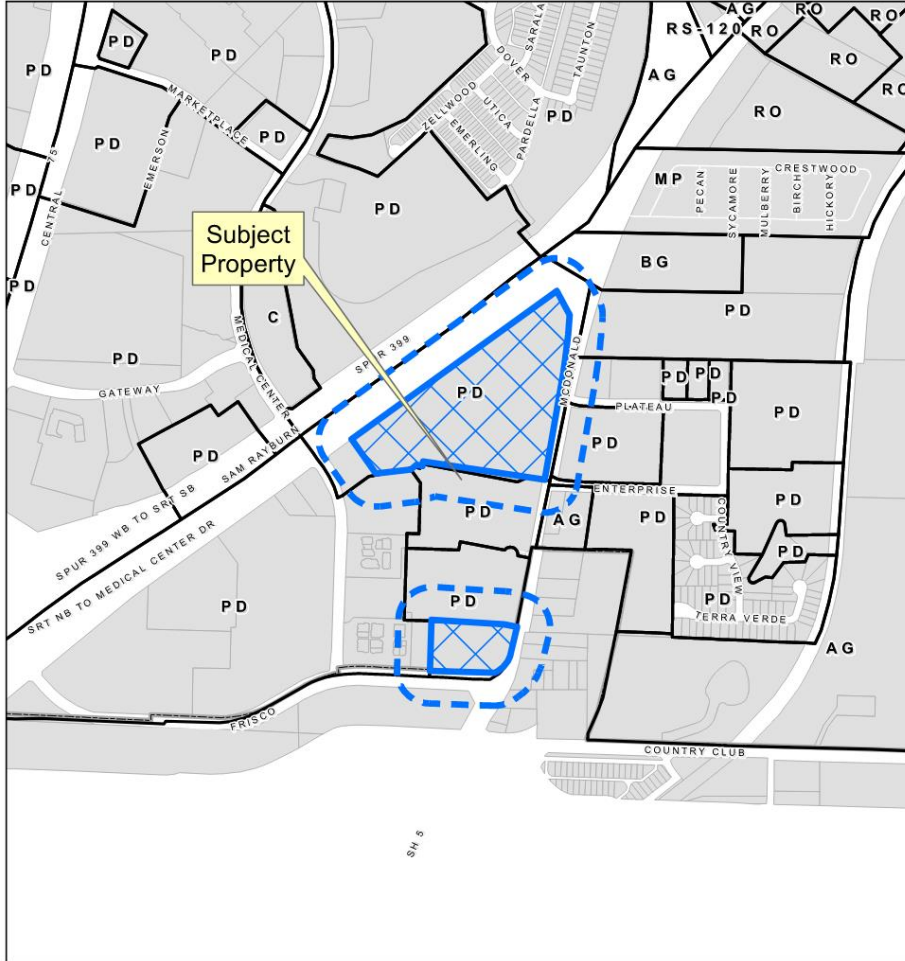 AG
RO
RO
RO
RS-120
RO
PD
PD
PD
SARALA
DOVER
TAUNTON
AG
RO
RO
MARKETPLACE
ZELLWOOD
UTICA
EMERLING
PARDELLA
PD
RO
PD
EMERSON
PD
75
CENTRAL
PD
MP
CRESTWOOD
PECAN
SYCAMORE
MULBERRY
BIRCH
HICKORY
PD
Subject
Property
BG
PD
PD
C
MEDICAL CENTER
SPUR 399
MCDONALD
PD
GATEWAY
PD
PD
PD
PD
PLATEAU
PD
SAM RAYBURN
PD
PD
ENTERPRISE
PD
PD
AG
PD
COUNTRY VIEW
PD
SPUR 399 WB TO SRT SB
SRT NB TO MEDICAL CENTER DR
PD
PD
PD
TERRA VERDE
AG
FRISCO
COUNTRY CLUB
SH 5